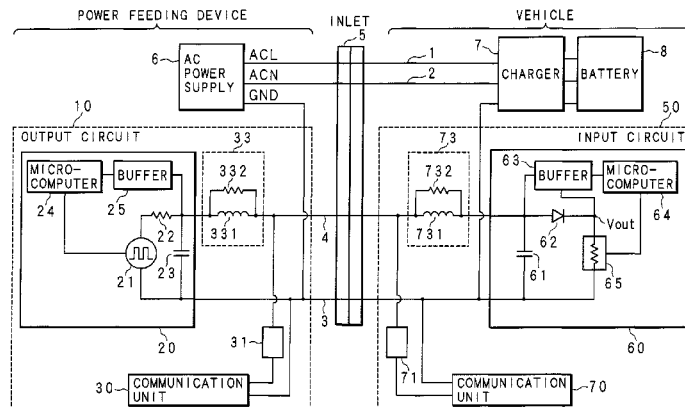 POWER FEEDING DEVICE
INLET
VEHICLE
5
6
AC
POWER
SUPPLY
ACL
ACN
GND
1
2
7
CHARGER
BATTERY
8
10
OUTPUT CIRCUIT
33
73
50
INPUT CIRCUIT
MICRO-
COMPUTER
24
BUFFER
25
332
331
22
21
23
20
4
3
732
731
63
BUFFER
MICRO-
COMPUTER
64
Vout
62
61
65
60
31
30
COMMUNICATION
UNIT
71
COMMUNICATION
UNIT
70